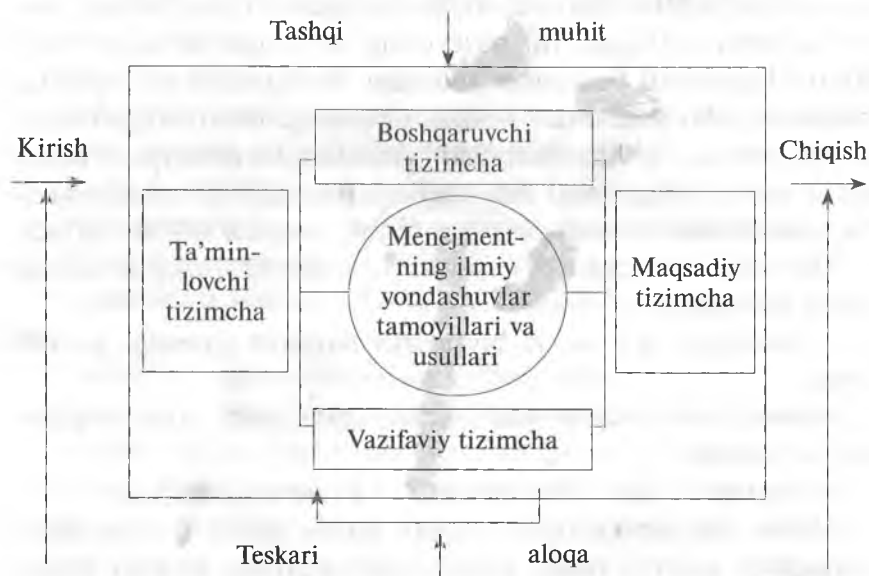 Tashqi muhit
Boshqaruvchi
tizimcha
Kirish
Chiqish
Ta'min-
lovchi
tizimcha
Menejment-
ning ilmiy
yondashuvlar
tamoyillari va
usullari
Maqsadiy
tizimcha
Vazifaviy tizimcha
Teskari aloqa